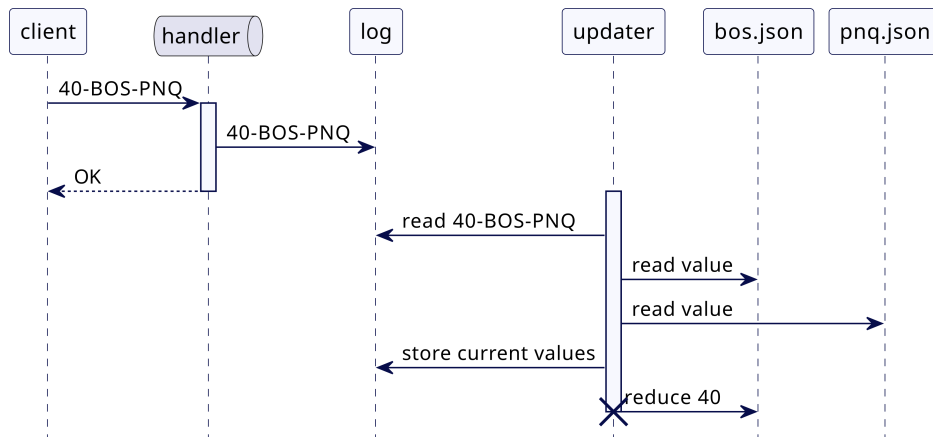 client
handler
log
updater
bos.json
pnq.json
40-BOS-PNQ
40-BOS-PNQ
OK
read 40-BOS-PNQ
read value
read value
store current values
reduce 40